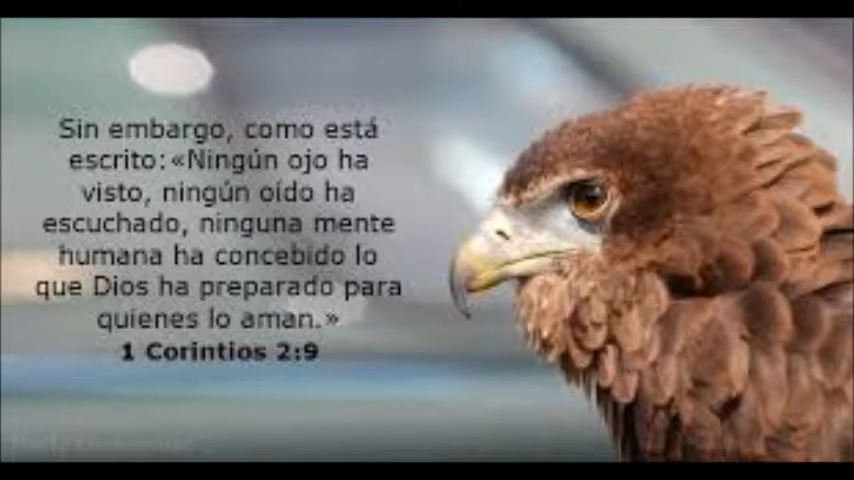 Sin embargo, como está
escrito:«Ningún ojo ha
visto, ningún oído ha
escuchado, ninguna mente
humana ha concebido lo
que Dios ha preparado para
quienes lo aman.»
1 Corintios 2:9